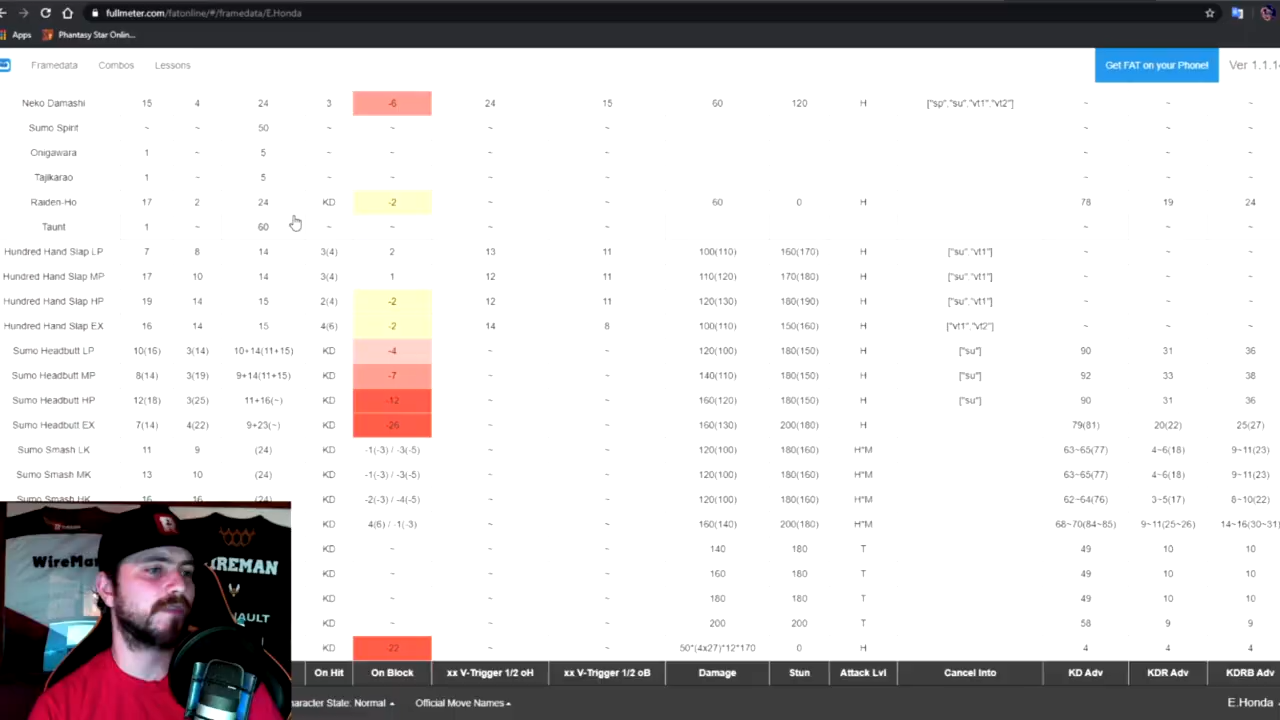 fullmeter.com/fatonline/#/framedata/E.Honda
Apps Phantasy Star Onlin...
Framedata Combos Lessons Get FAT on your Phone! Ver 1.1.1
Neko Damashi 15 4 24 3 -6 24 15 60 120 H ["sp","su","vt1","vt2"] ~ ~ ~
Sumo Spirit ~ ~ 50 ~ ~ ~ ~ ~ ~ ~
Onigawara 1 ~ 5 ~ ~ ~ ~ ~ ~ ~
Tajikarao 1 ~ 5 ~ ~ ~ ~ ~ ~ ~
Raiden-Ho 17 2 24 KD -2 ~ ~ 60 0 H 78 19 24
Taunt 1 ~ 60 ~ ~ ~ ~ ~ ~ ~
Hundred Hand Slap LP 7 8 14 3(4) 2 13 11 100(110) 160(170) H ["su","vt1"] ~ ~ ~
Hundred Hand Slap MP 17 10 14 3(4) 1 12 11 110(120) 170(180) H ["su","vt1"] ~ ~ ~
Hundred Hand Slap HP 19 14 15 2(4) -2 12 11 120(130) 180(190) H ["su","vt1"] ~ ~ ~
Hundred Hand Slap EX 16 14 15 4(6) -2 14 8 100(110) 150(160) H ["vt1","vt2"] ~ ~ ~
Sumo Headbutt LP 10(16) 3(14) 10+14(11+15) KD -4 ~ ~ 120(100) 180(150) H ["su"] 90 31 36
Sumo Headbutt MP 8(14) 3(19) 9+14(11+15) KD -7 ~ ~ 140(110) 180(150) H ["su"] 92 33 38
Sumo Headbutt HP 12(18) 3(25) 11+16(~) KD -12 ~ ~ 160(120) 180(150) H ["su"] 90 31 36
Sumo Headbutt EX 7(14) 4(22) 9+23(~) KD -26 ~ ~ 160(130) 200(180) H 79(81) 20(22) 25(27)
Sumo Smash LK 11 9 (24) KD -1(-3) / -3(-5) ~ ~ 120(100) 180(160) H*M 63~65(77) 4~6(18) 9~11(23)
Sumo Smash MK 13 10 (24) KD -1(-3) / -3(-5) ~ ~ 120(100) 180(160) H*M 63~65(77) 4~6(18) 9~11(23)
Sumo Smash HK 16 16 (24) KD -2(-3) / -4(-5) ~ ~ 120(100) 180(160) H*M 62~64(76) 3~5(17) 8~10(22)
KD 4(6) / -1(-3) ~ ~ 160(140) 200(180) H*M 68~70(84~85) 9~11(25~26) 14~16(30~31)
KD ~ ~ ~ 140 180 T 49 10 10
KD ~ ~ ~ 160 180 T 49 10 10
KD ~ ~ ~ 180 180 T 49 10 10
KD ~ ~ ~ 200 200 T 58 9 9
KD -22 ~ ~ 50*(4x27)*12*170 0 H 4 4 4
On Hit On Block xx V-Trigger 1/2 oH xx V-Trigger 1/2 oB Damage Stun Attack Lvl Cancel Into KD Adv KDR Adv KDRB Adv
haracter State: Normal Official Move Names E.Honda
WireMan
IREMAN
NAULT